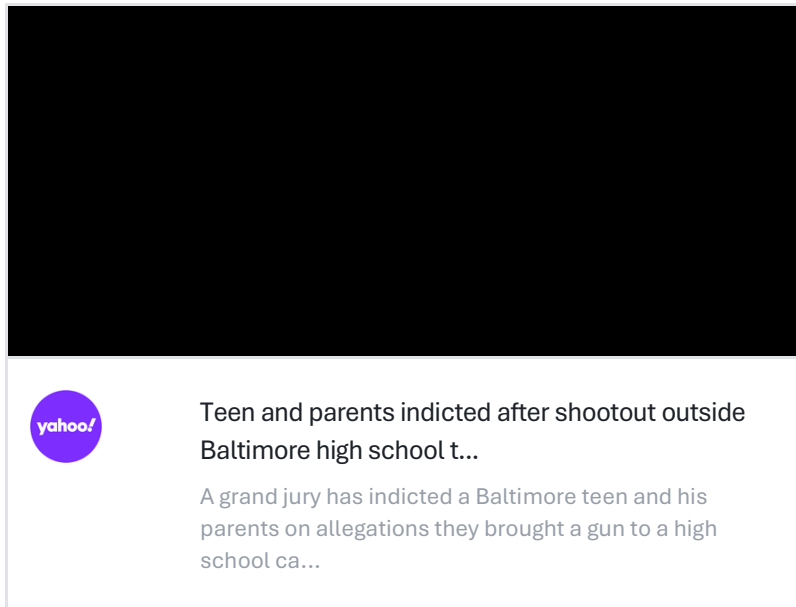 yahoo!
Teen and parents indicted after shootout outside
Baltimore high school t...
A grand jury has indicted a Baltimore teen and his
parents on allegations they brought a gun to a high
school ca...